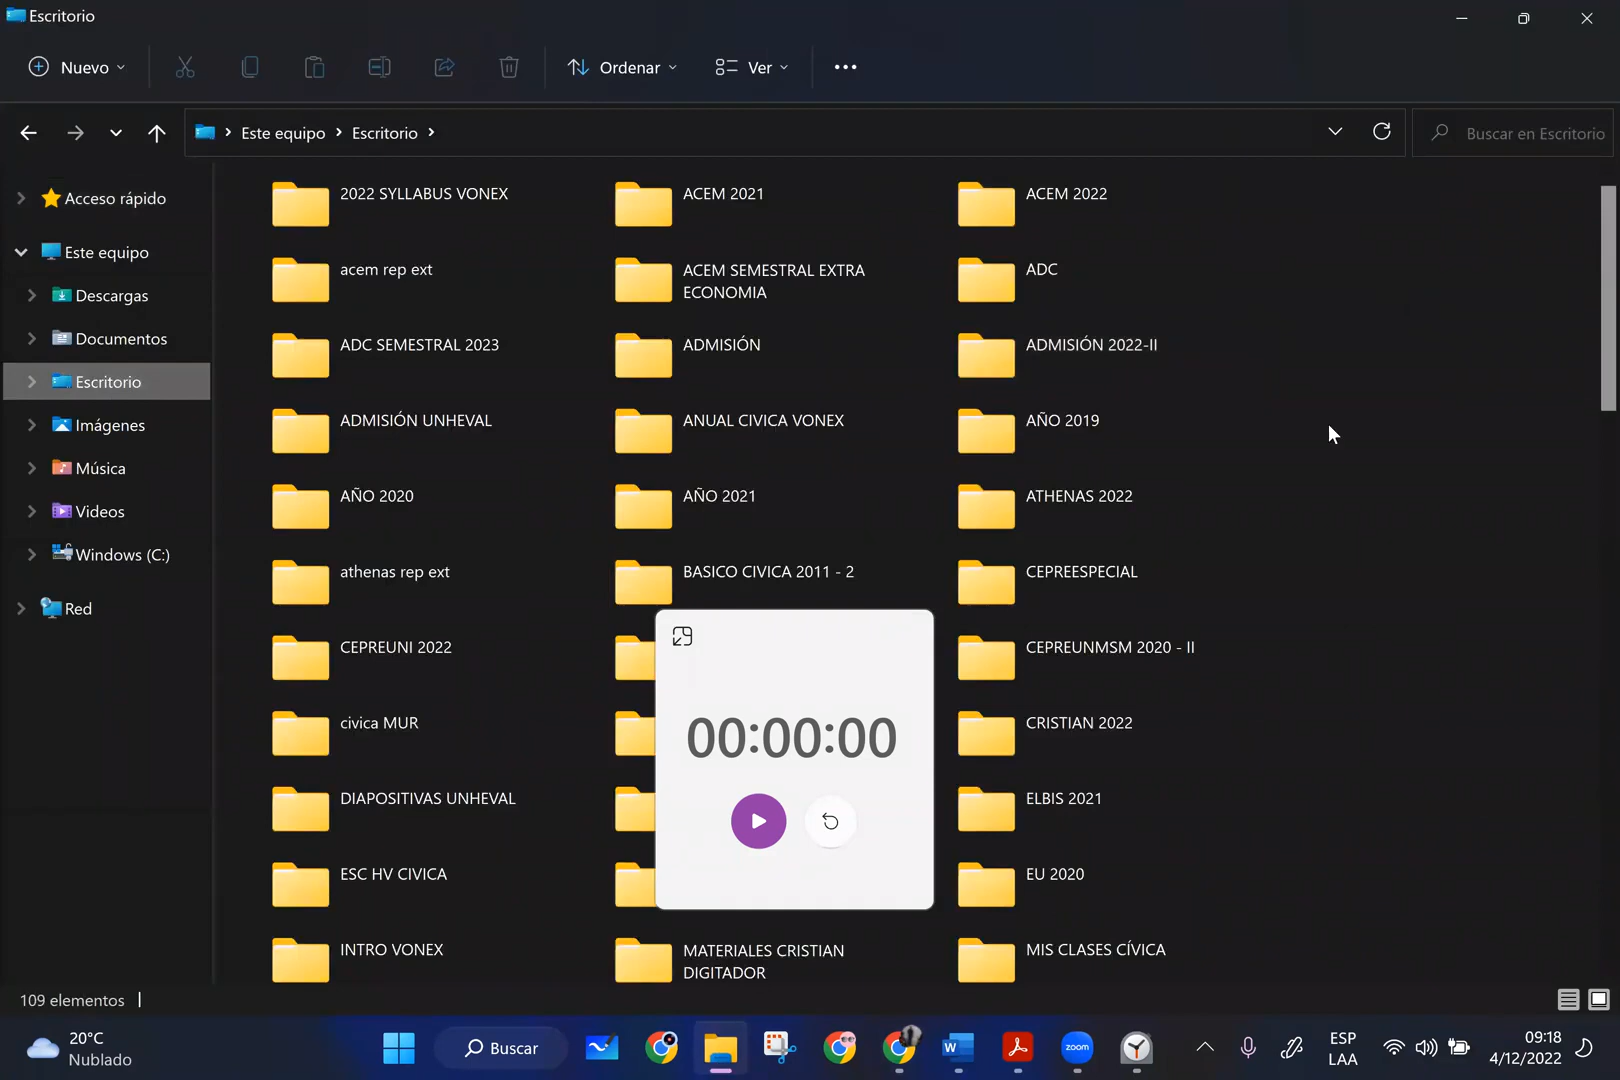 Escritorio
Nuevo
Ordenar
Ver
Este equipo
Escritorio
Buscar en Escritorio
Acceso rápido
Este equipo
Descargas
Documentos
Escritorio
Imágenes
Música
Videos
Windows (C:)
Red
2022 SYLLABUS VONEX
ACEM 2021
ACEM 2022
acem rep ext
ACEM SEMESTRAL EXTRA
ECONOMIA
ADC
ADC SEMESTRAL 2023
ADMISIÓN
ADMISIÓN 2022-II
ADMISIÓN UNHEVAL
ANUAL CIVICA VONEX
AÑO 2019
AÑO 2020
AÑO 2021
ATHENAS 2022
athenas rep ext
BASICO CIVICA 2011 - 2
CEPREESPECIAL
CEPREUNI 2022
CEPREUNMSM 2020 - II
civica MUR
CRISTIAN 2022
DIAPOSITIVAS UNHEVAL
ELBIS 2021
ESC HV CIVICA
EU 2020
INTRO VONEX
MATERIALES CRISTIAN
DIGITADOR
MIS CLASES CÍVICA
00:00:00
109 elementos
20°C
Nublado
Buscar
W
zoom
ESP
LAA
09:18
4/12/2022